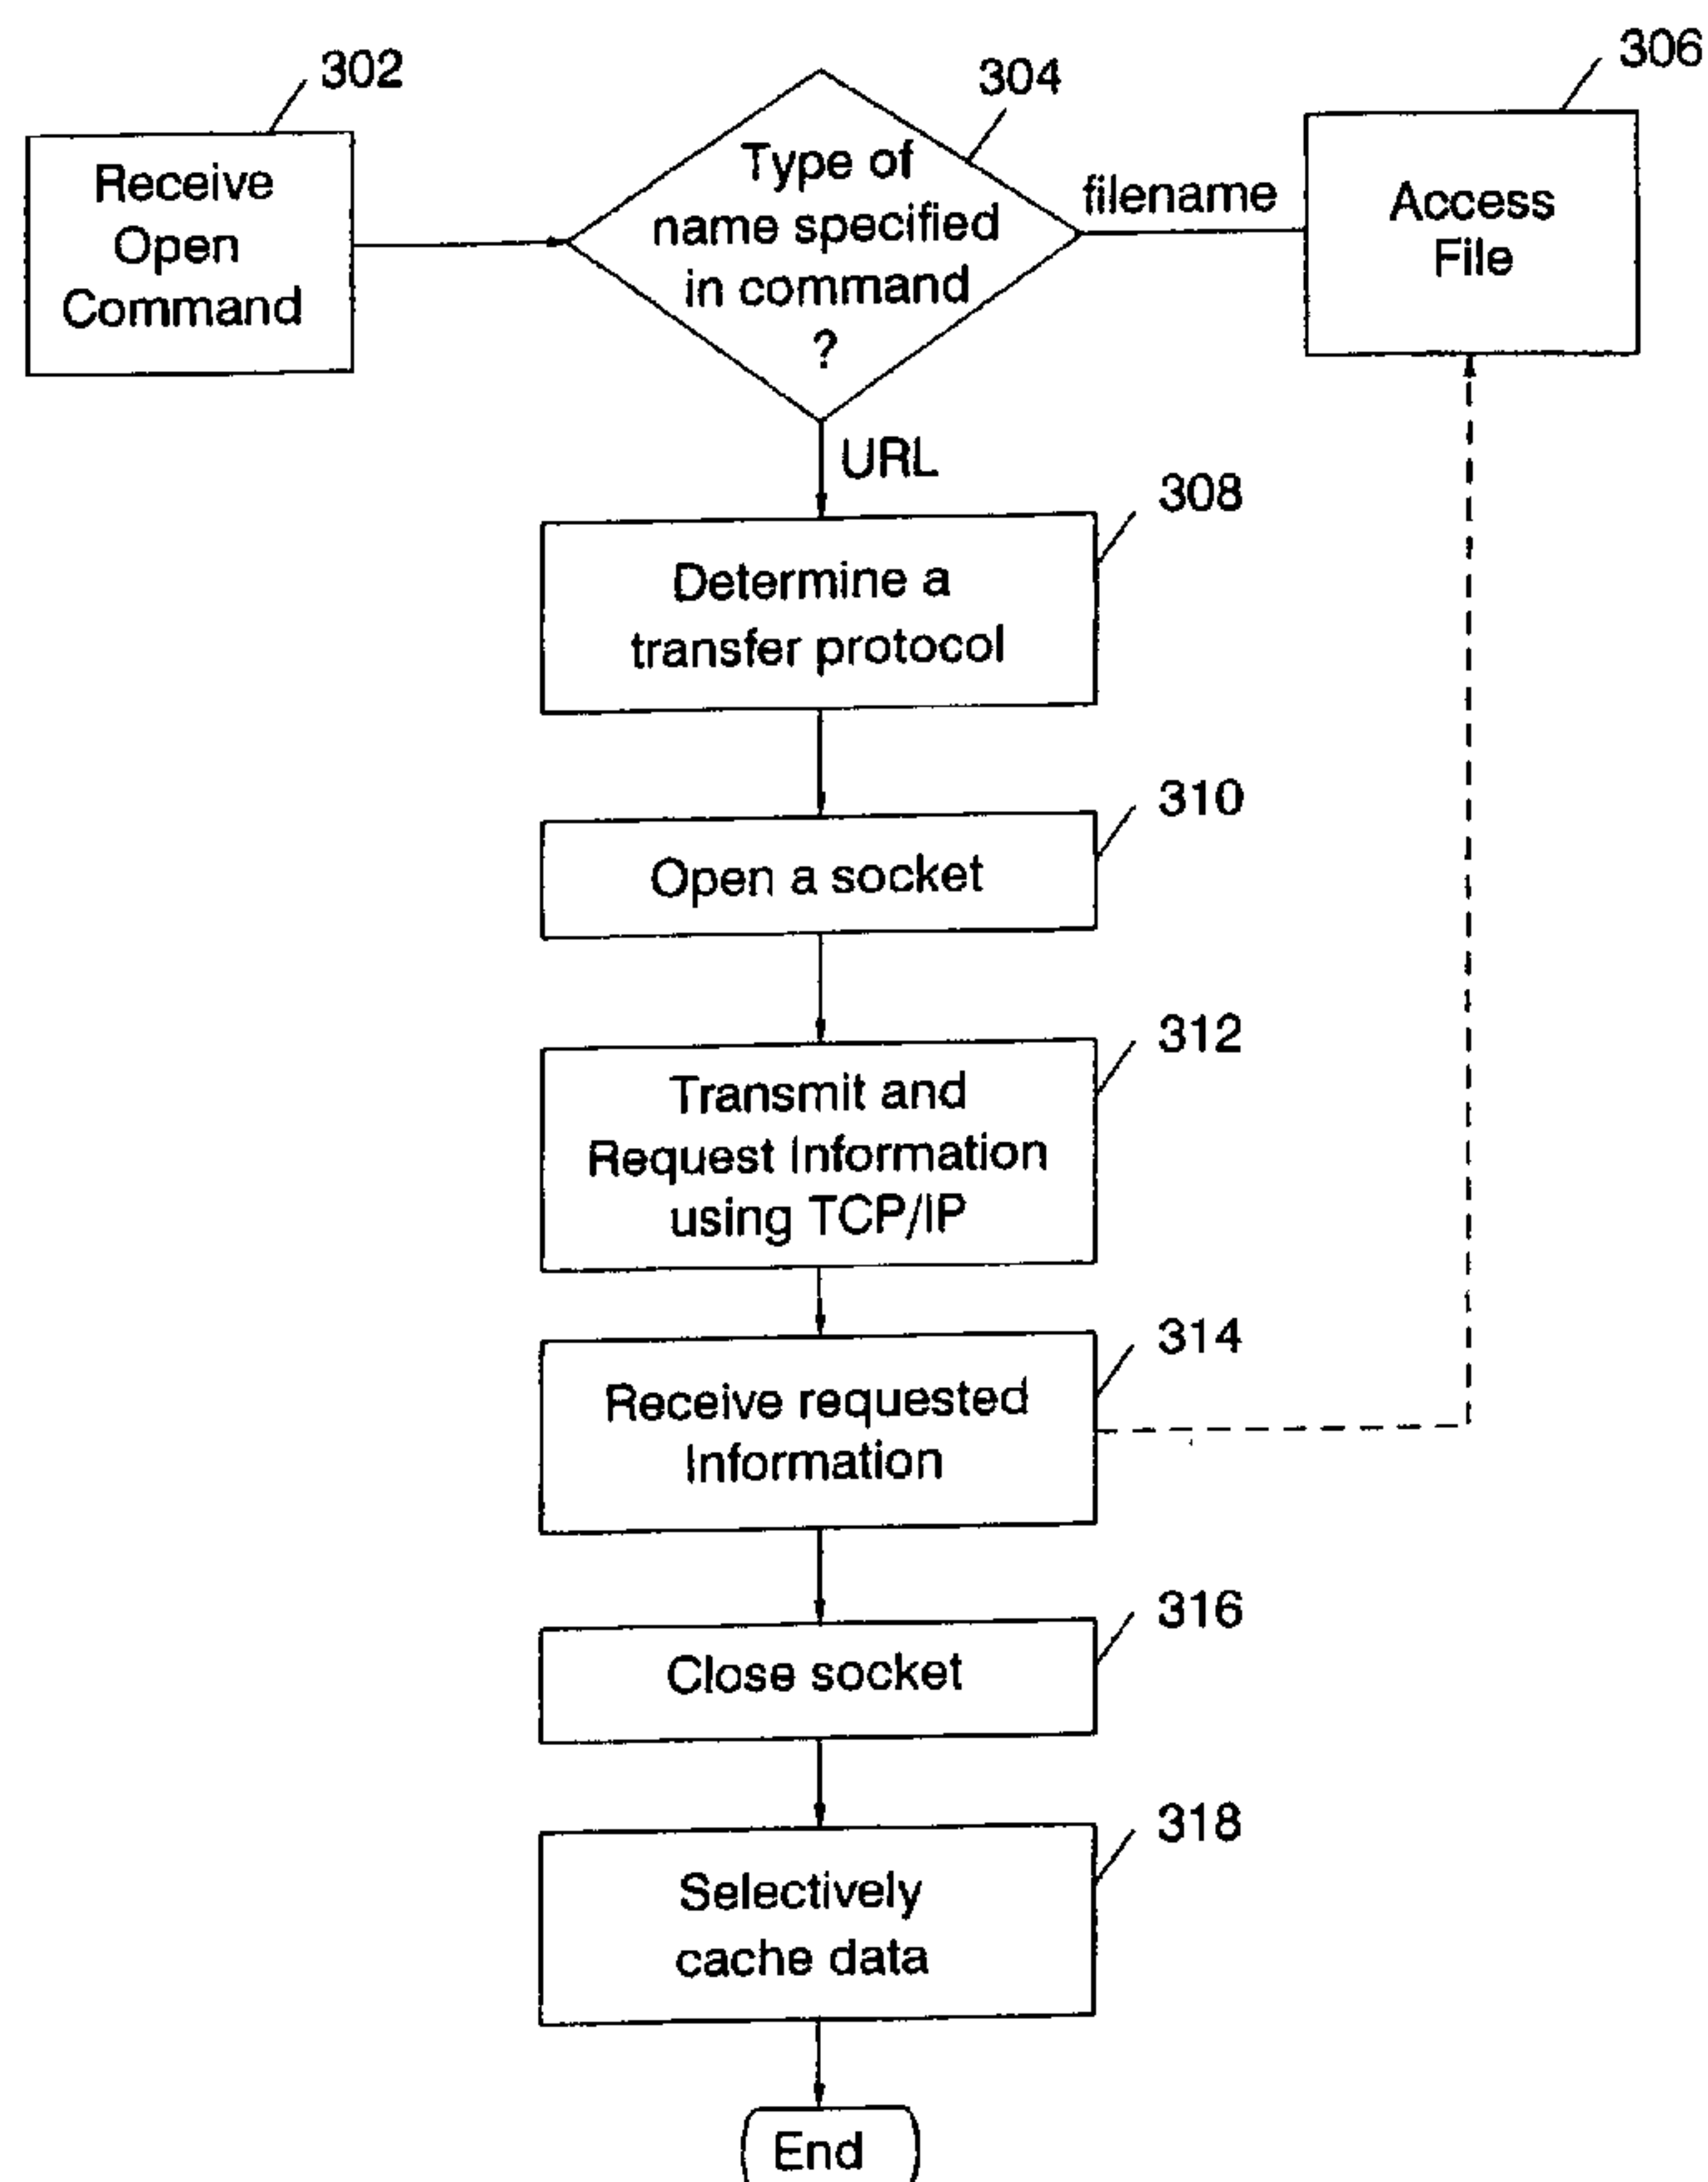 302
Receive
Open
Command
304
Type of
name specified
in command
?
filename
306
Access
File
URL
308
Determine a
transfer protocol
310
Open a socket
312
Transmit and
Request Information
using TCP/IP
314
Receive requested
Information
316
Close socket
318
Selectively
cache data
End